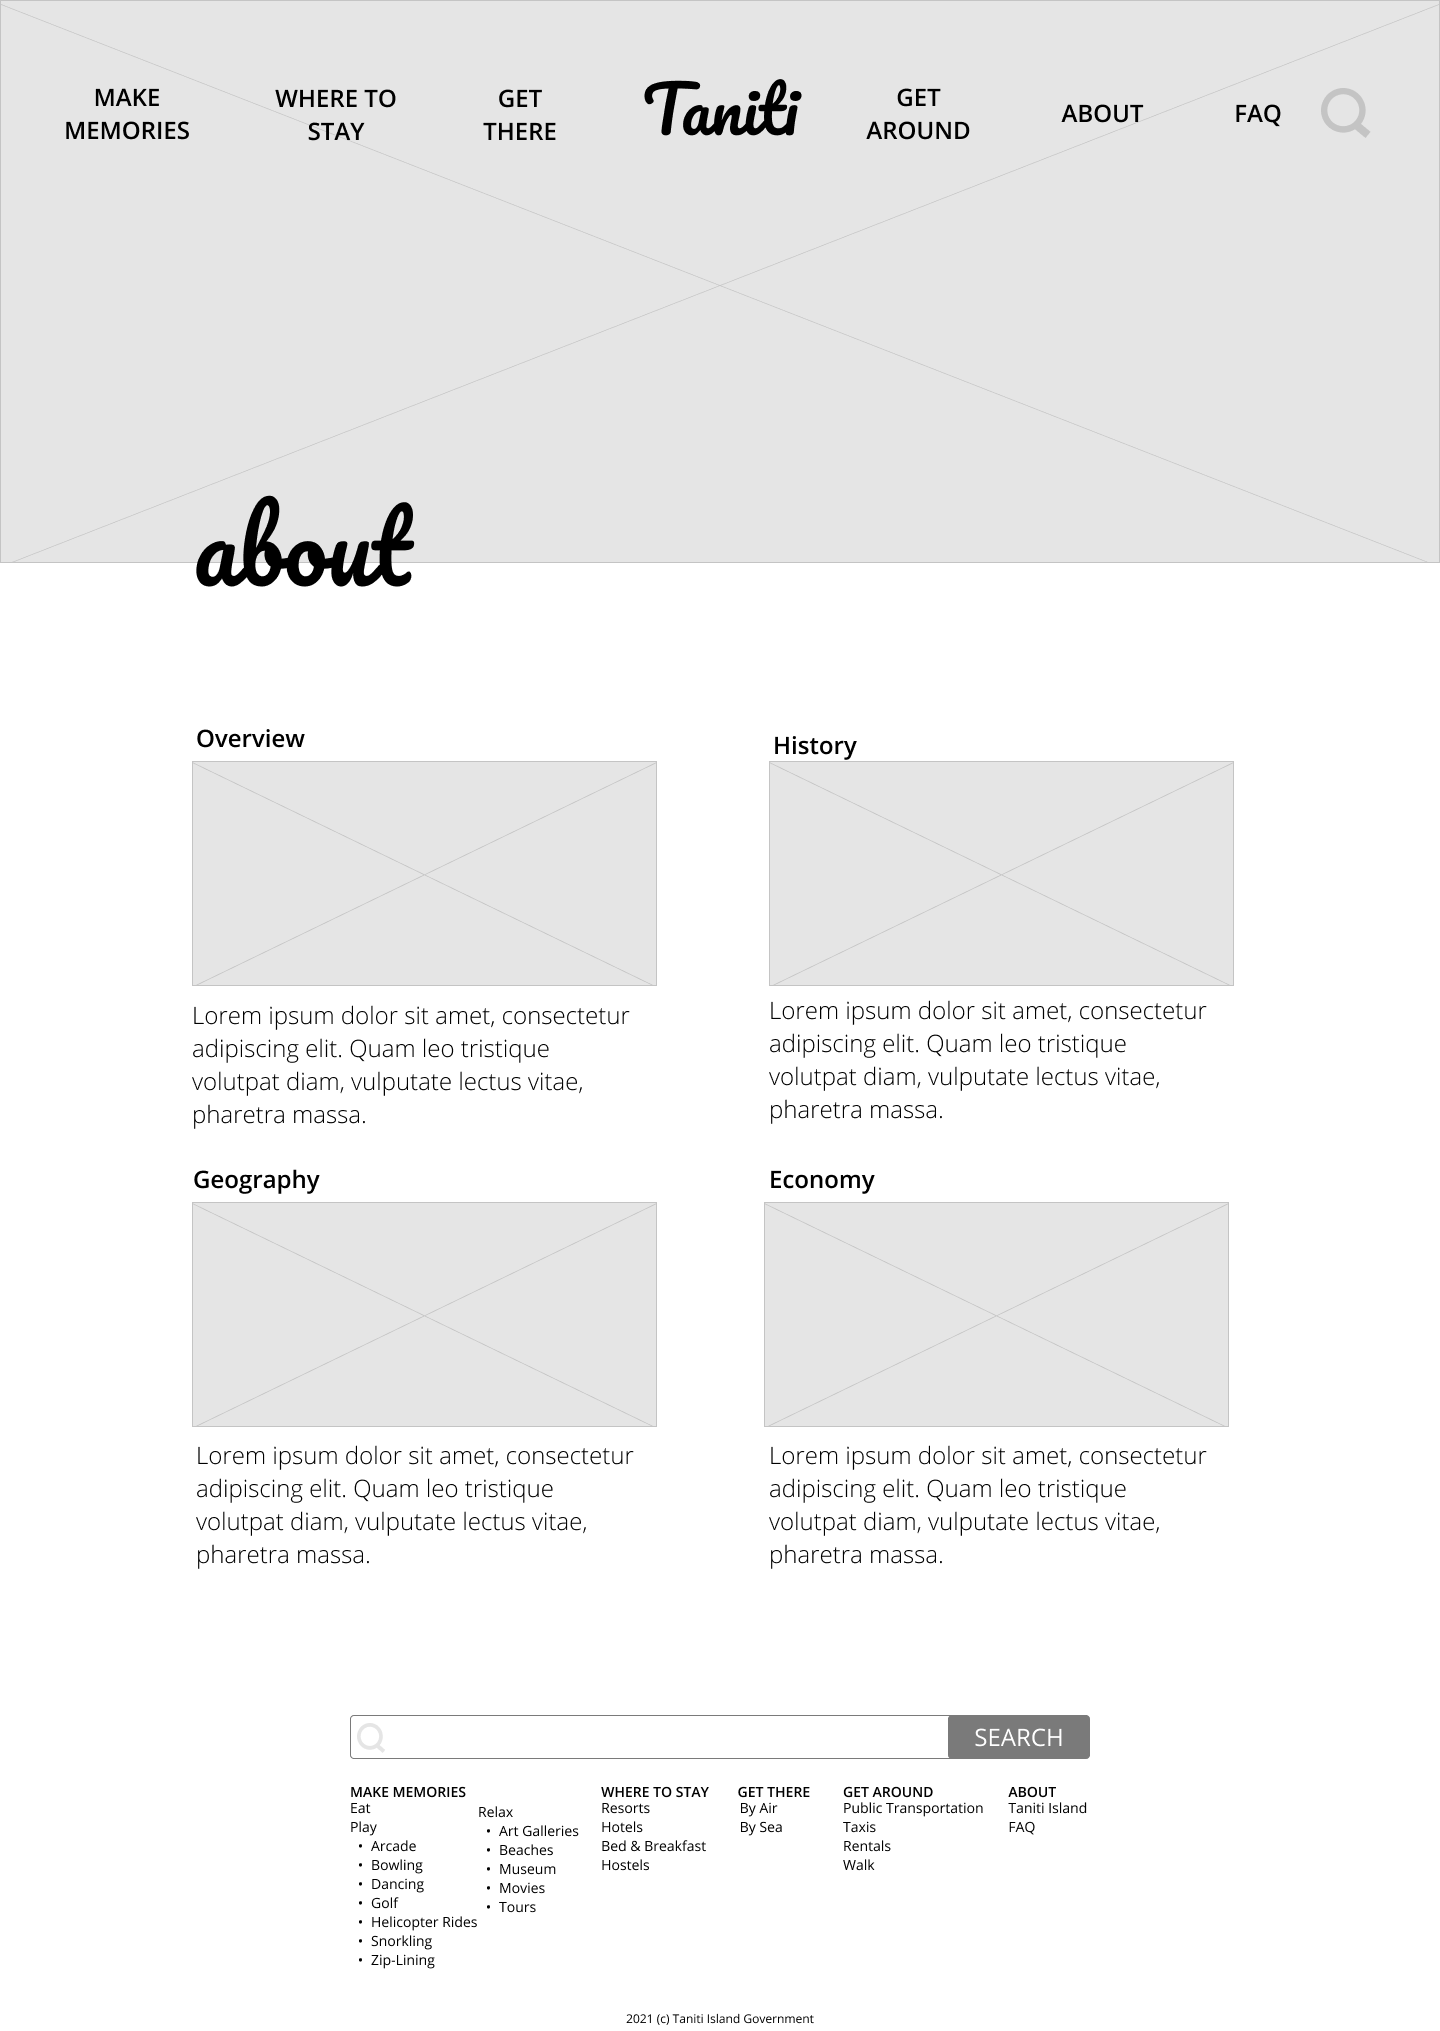 MAKE
MEMORIES
WHERE TO
STAY
GET
THERE
Taniti
GET
AROUND
ABOUT
FAQ
about
Overview
Lorem ipsum dolor sit amet, consectetur
adipiscing elit. Quam leo tristique
volutpat diam, vulputate lectus vitae,
pharetra massa.
History
Lorem ipsum dolor sit amet, consectetur
adipiscing elit. Quam leo tristique
volutpat diam, vulputate lectus vitae,
pharetra massa.
Geography
Lorem ipsum dolor sit amet, consectetur
adipiscing elit. Quam leo tristique
volutpat diam, vulputate lectus vitae,
pharetra massa.
Economy
Lorem ipsum dolor sit amet, consectetur
adipiscing elit. Quam leo tristique
volutpat diam, vulputate lectus vitae,
pharetra massa.
SEARCH
MAKE MEMORIES
Eat
Play
• Arcade
• Bowling
• Dancing
• Golf
• Helicopter Rides
• Snorkling
• Zip-Lining
Relax
• Art Galleries
• Beaches
• Museum
• Movies
• Tours
WHERE TO STAY
Resorts
Hotels
Bed & Breakfast
Hostels
GET THERE
By Air
By Sea
GET AROUND
Public Transportation
Taxis
Rentals
Walk
ABOUT
Taniti Island
FAQ
2021 (c) Taniti Island Government